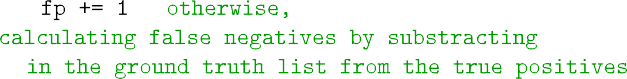 fp += 1 otherwise,
calculating false negatives by substracting
in the ground truth list from the true positives